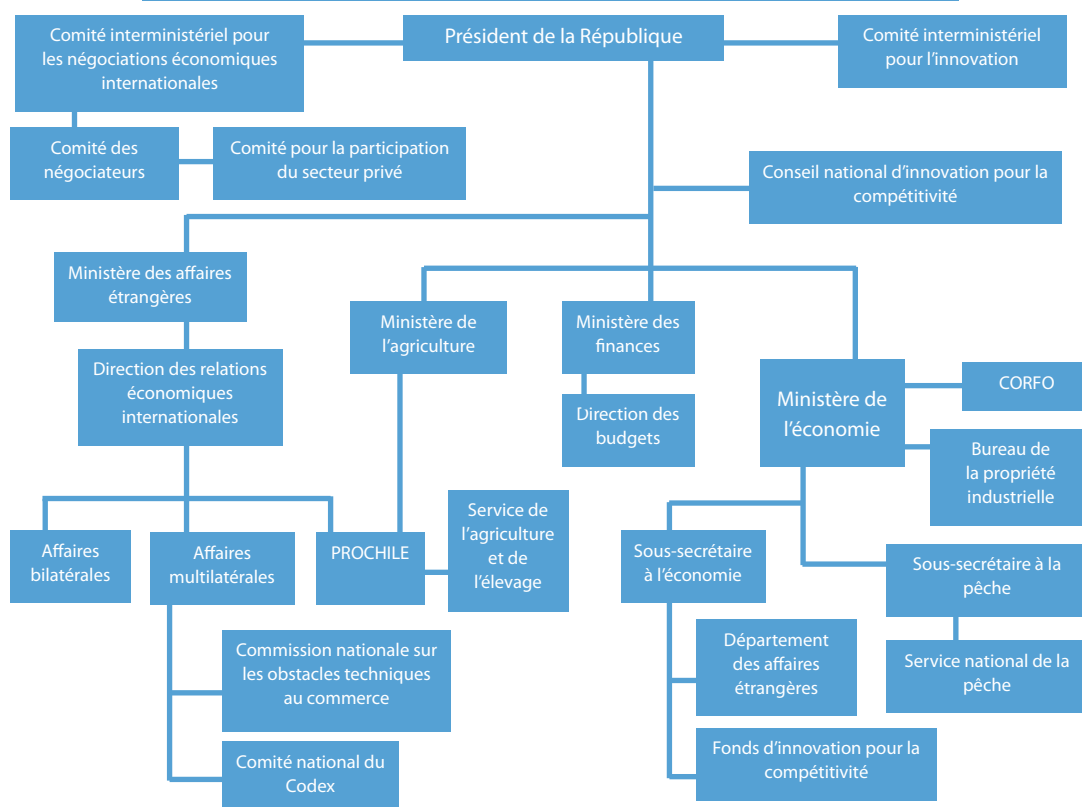 Comité interministériel pour
les négociations économiques
internationales
Président de la République
Comité interministériel
pour l'innovation
Comité des
négociateurs
Comité pour la participation
du secteur privé
Conseil national d'innovation pour la
compétitivité
Ministère des affaires
étrangères
Ministère de
l'agriculture
Ministère des
finances
Direction des relations
économiques
internationales
Ministère de
l'économie
CORFO
Direction des
budgets
Bureau de
la propriété
industrielle
Affaires
bilatérales
Affaires
multilatérales
PROCHILE
Service de
l'agriculture
et de
l'élevage
Sous-secrétaire
à l'économie
Sous-secrétaire à la
pêche
Commission nationale sur
les obstacles techniques
au commerce
Département
des affaires
étrangères
Service national de la
pêche
Comité national du
Codex
Fonds d'innovation pour la
compétitivité